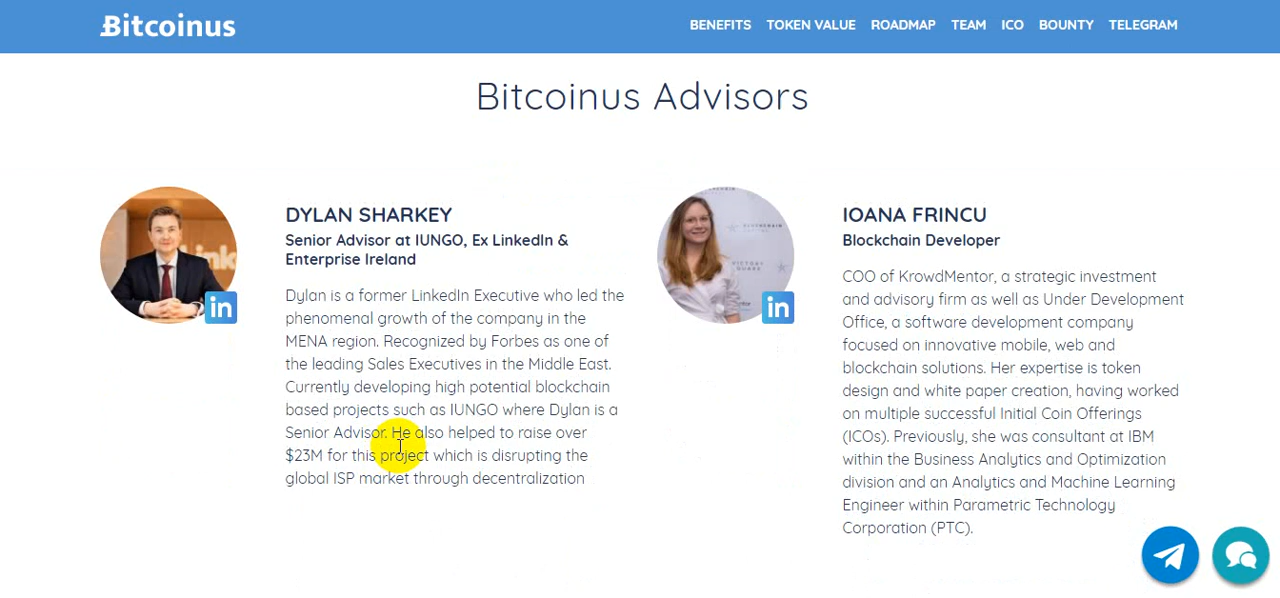 Bitcoinus
BENEFITS TOKEN VALUE ROADMAP TEAM ICO BOUNTY TELEGRAM
Bitcoinus Advisors
DYLAN SHARKEY
Senior Advisor at IUNGO, Ex LinkedIn &
Enterprise Ireland
Dylan is a former LinkedIn Executive who led the
phenomenal growth of the company in the
MENA region. Recognized by Forbes as one of
the leading Sales Executives in the Middle East.
Currently developing high potential blockchain
based projects such as IUNGO where Dylan is a
Senior Advisor. He also helped to raise over
$23M for this project which is disrupting the
global ISP market through decentralization
in
IOANA FRINCU
Blockchain Developer
COO of KrowdMentor, a strategic investment
and advisory firm as well as Under Development
Office, a software development company
focused on innovative mobile, web and
blockchain solutions. Her expertise is token
design and white paper creation, having worked
on multiple successful Initial Coin Offerings
(ICOs). Previously, she was consultant at IBM
within the Business Analytics and Optimization
division and an Analytics and Machine Learning
Engineer within Parametric Technology
Corporation (PTC).
in